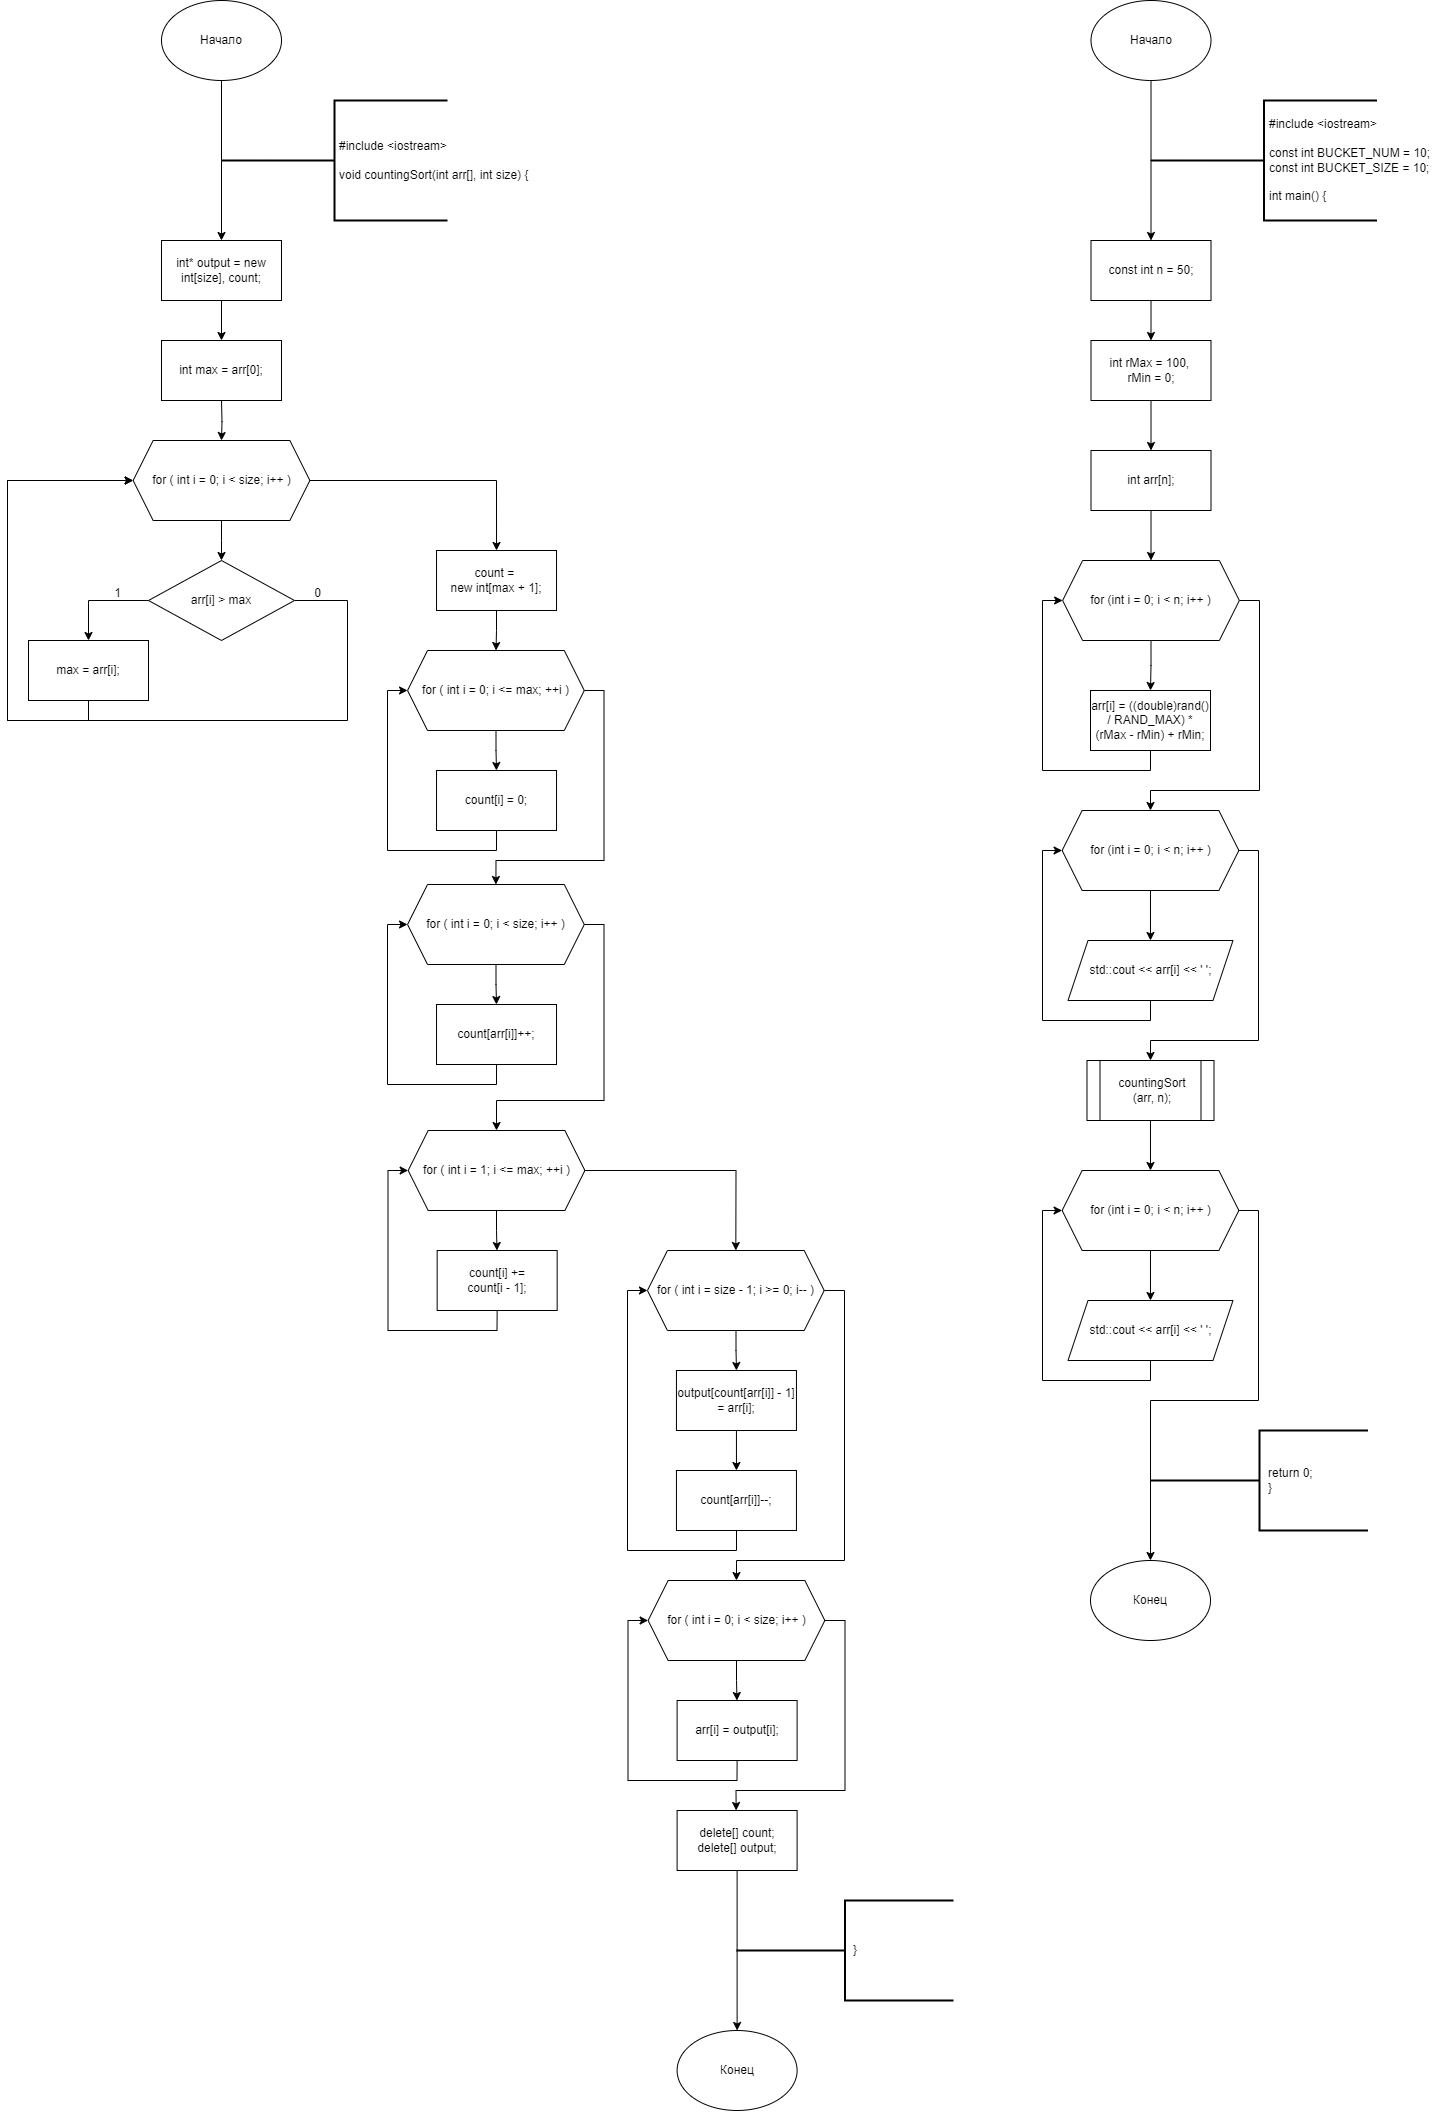 Начало
#include <iostream>
void countingSort(int arr[], int size) {
int* output = new
int[size], count;
int max = arr[0];
for ( int i = 0; i < size; i++ )
arr[i] > max
1
0
max = arr[i];
count =
new int[max + 1];
for ( int i = 0; i <= max; ++i )
count[i] = 0;
for ( int i = 0; i < size; i++ )
count[arr[i]]++;
for ( int i = 1; i <= max; ++i )
count[i] +=
count[i - 1];
for ( int i = size - 1; i >= 0; i-- )
output[count[arr[i]] - 1]
= arr[i];
count[arr[i]]--;
for ( int i = 0; i < size; i++ )
arr[i] = output[i];
delete[] count;
delete[] output;
}
Конец
Начало
#include <iostream>
const int BUCKET_NUM = 10;
const int BUCKET_SIZE = 10;
int main() {
const int n = 50;
int rMax = 100,
rMin = 0;
int arr[n];
for (int i = 0; i < n; i++ )
arr[i] = ((double)rand()
/ RAND_MAX) *
(rMax - rMin) + rMin;
for (int i = 0; i < n; i++ )
std::cout << arr[i] << ' ';
countingSort
(arr, n);
for (int i = 0; i < n; i++ )
std::cout << arr[i] << ' ';
return 0;
}
Конец